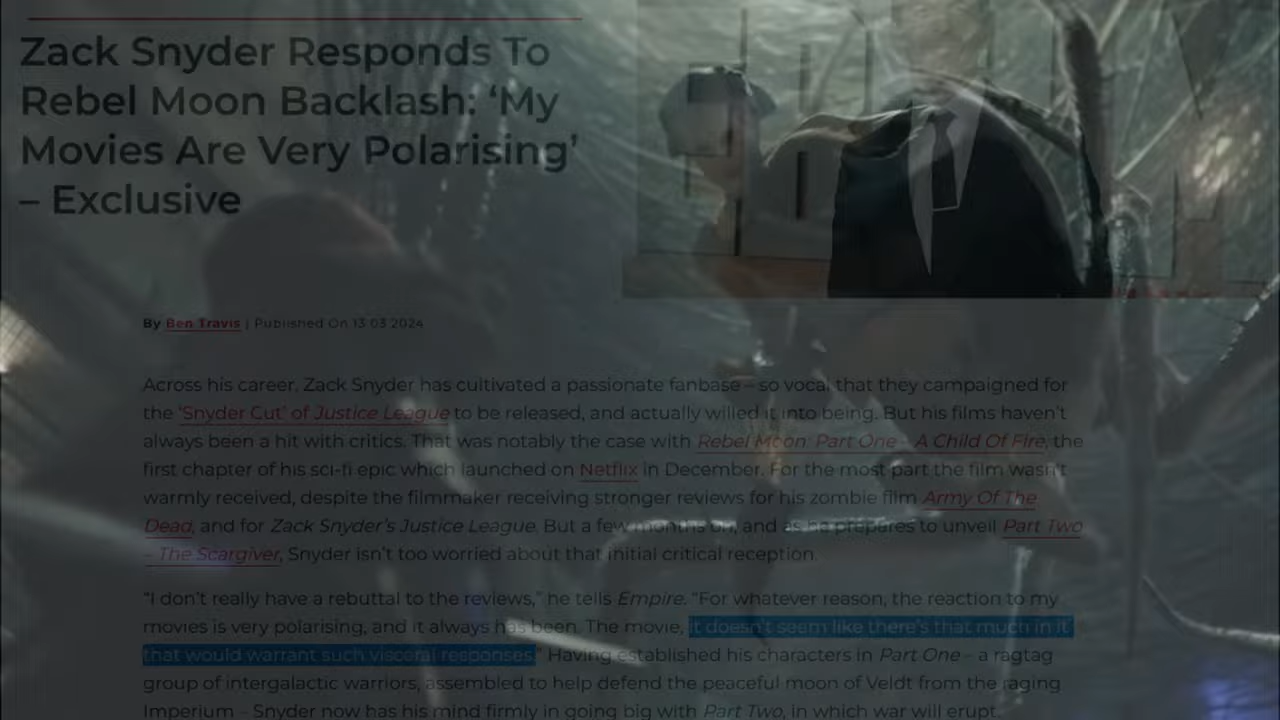 Zack Snyder Responds To
Rebel Moon Backlash: ‘My
Movies Are Very Polarising’
– Exclusive
By Ben Travis | Published On 13 03 2024
Across his career, Zack Snyder has cultivated a passionate fanbase – so vocal that they campaigned for
the ‘Snyder Cut’ of Justice League to be released, and actually willed it into being. But his films haven’t
always been a hit with critics. That was notably the case with Rebel Moon: Part One – A Child Of Fire, the
first chapter of his sci-fi epic which launched on Netflix in December. For the most part the film wasn’t
warmly received, despite the filmmaker receiving stronger reviews for his zombie film Army Of The
Dead, and for Zack Snyder’s Justice League. But a few months on, and as he prepares to unveil Part Two
– The Scargiver, Snyder isn’t too worried about that initial critical reception.
“I don’t really have a rebuttal to the reviews,” he tells Empire. “For whatever reason, the reaction to my
movies is very polarising, and it always has been. The movie, it doesn’t seem like there’s that much in it
that would warrant such visceral responses.” Having established his characters in Part One – a ragtag
group of intergalactic warriors, assembled to help defend the peaceful moon of Veldt from the raging
Imperium – Snyder now has his mind firmly in going big with Part Two, in which war will erupt.